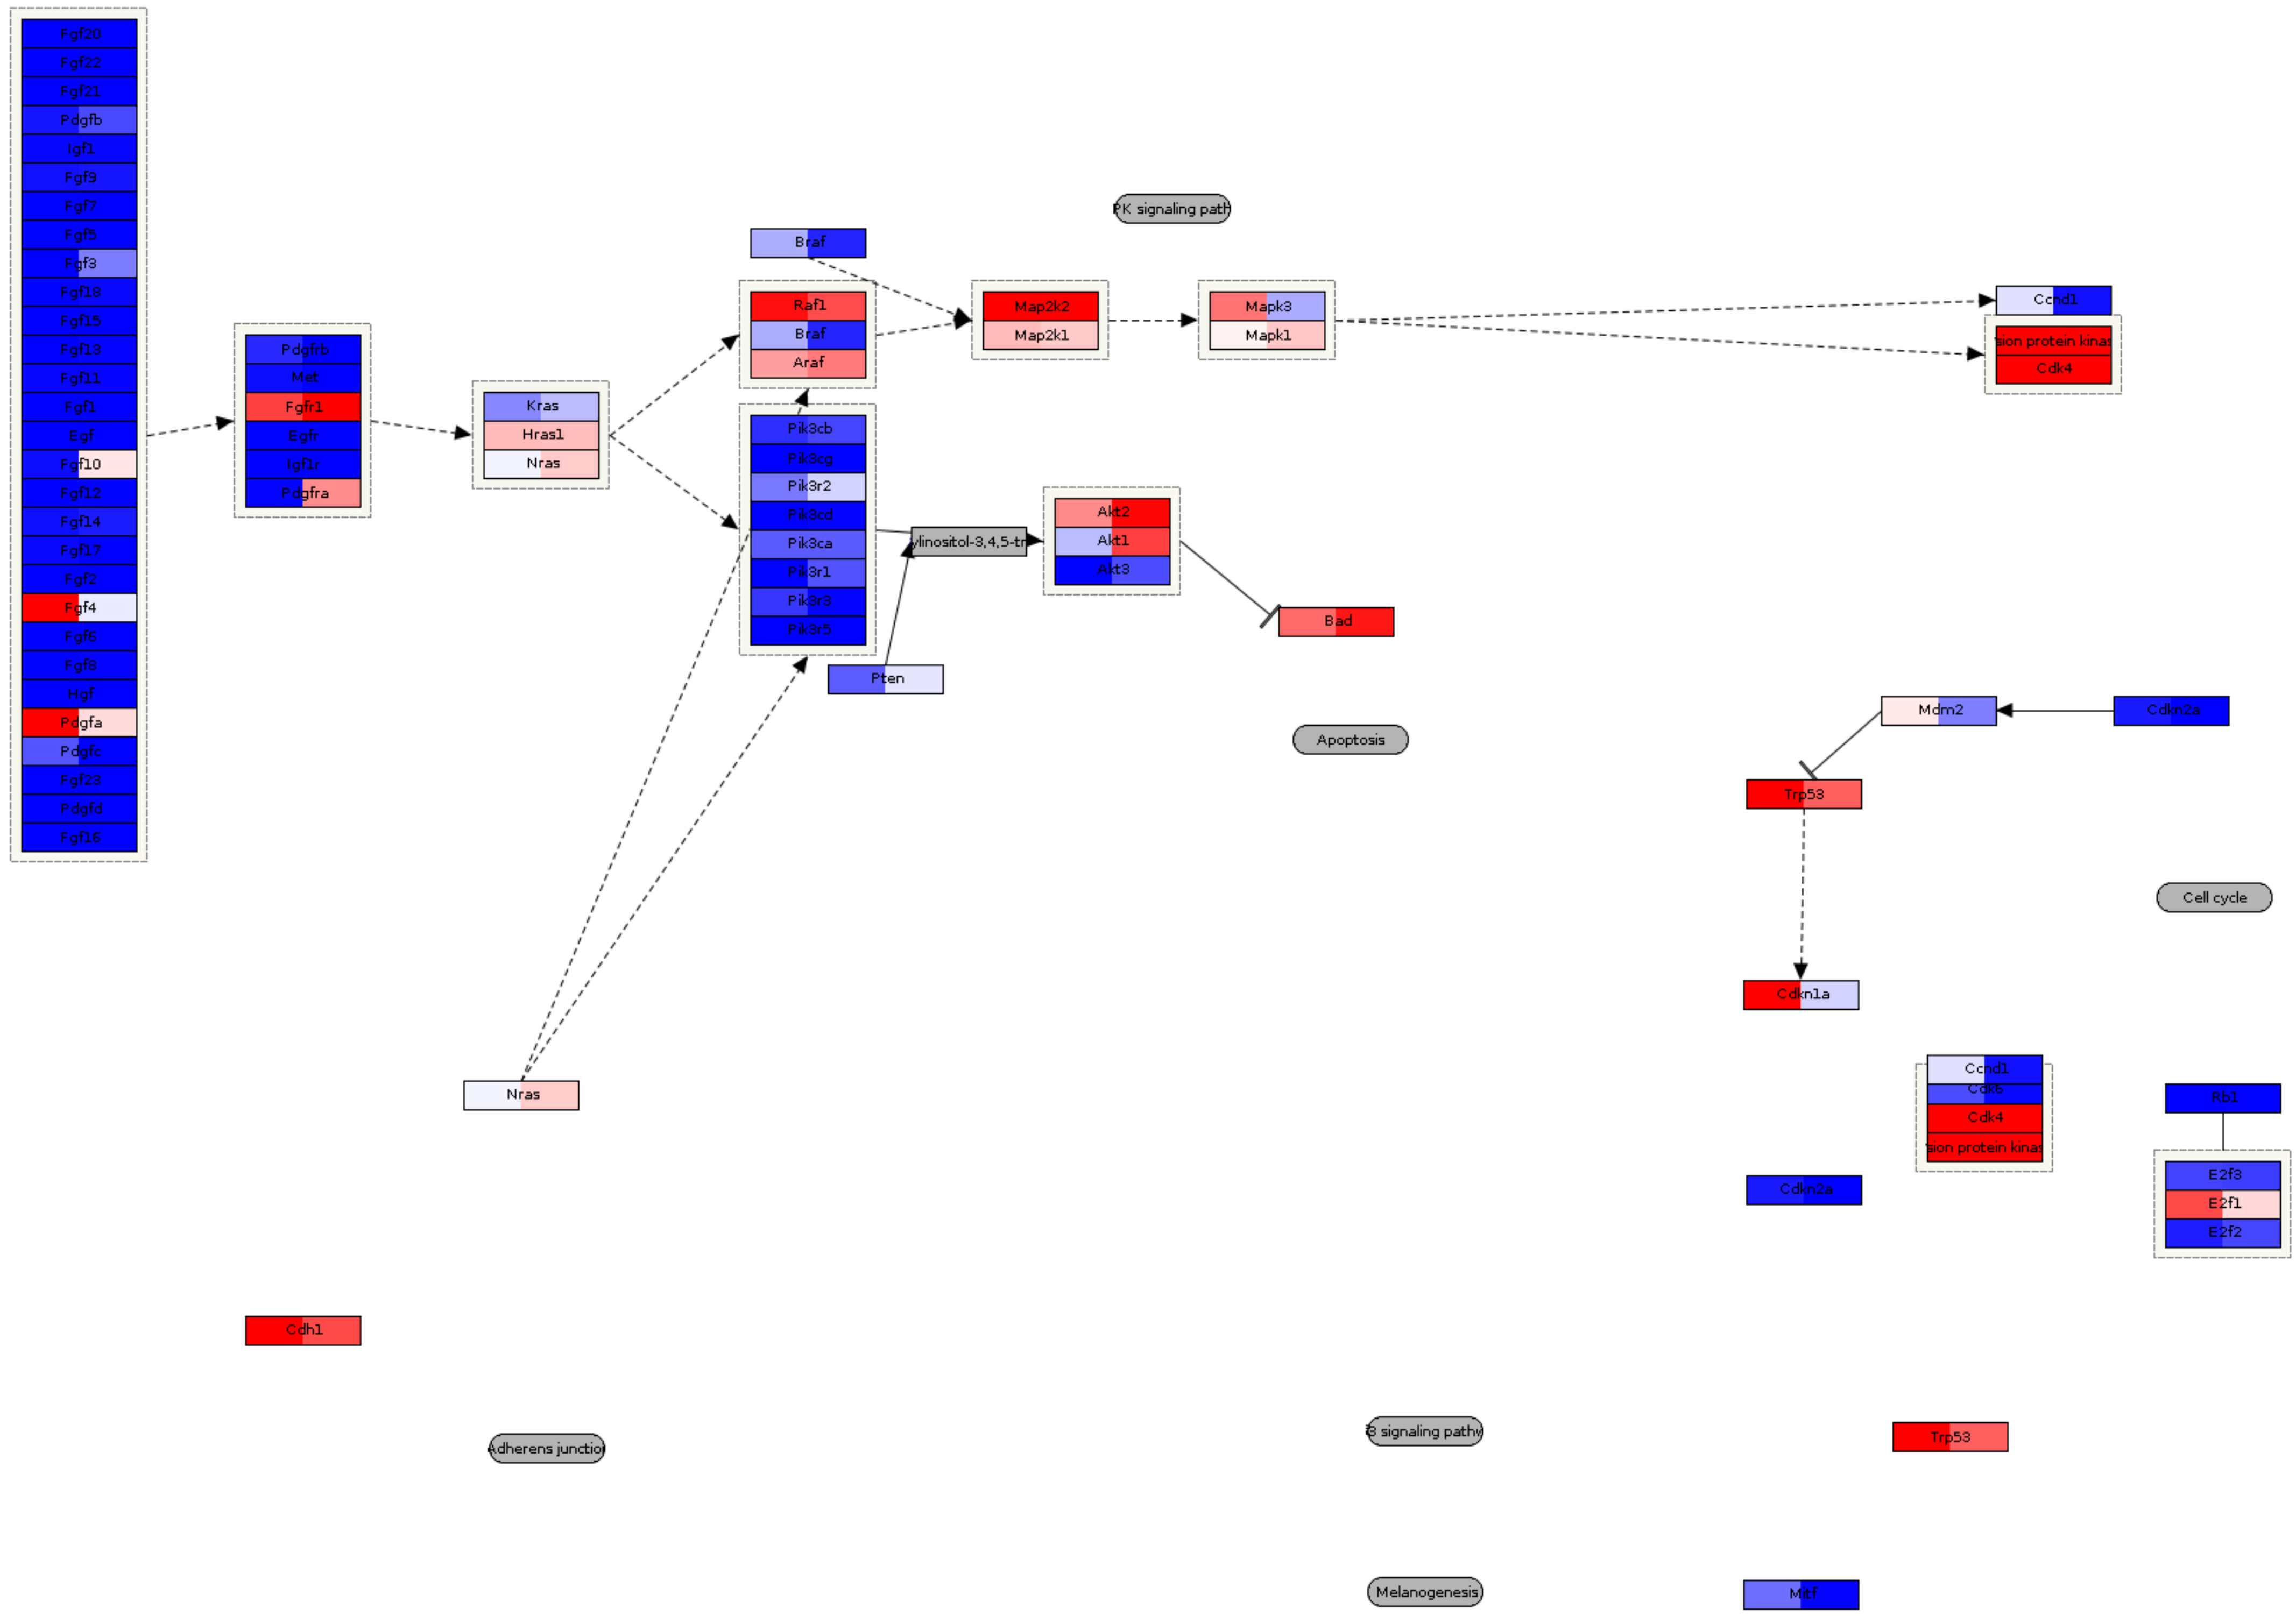 Fgf20
Fgf22
Fgf21
Pdgfb
Igf1
Fgf9
Fgf7
Fgf5
Fgf3
Fgf18
Fgf15
Fgf13
Fgf11
Fgf1
Egf
Fgf10
Fgf12
Fgf14
Fgf17
Fgf2
Fgf4
Fgf6
Fgf8
Hgf
Pdgfa
Pdgfc
Fgf23
Pdgfd
Fgf16
Pdgfrb
Met
Fgfr1
Egfr
Igf1r
Pdgfra
Kras
Hras1
Nras
Braf
Raf1
Braf
Araf
Pik3cb
Pik3cg
Pik3r2
Pik3cd
Pik3ca
Pik3r1
Pik3r3
Pik3r5
Pten
PK signaling path
Map2k2
Map2k1
Mapk3
Mapk1
ylinositol-3,4,5-tr
Akt2
Akt1
Akt3
Bad
Apoptosis
Ccnd1
sion protein kinas
Cdk4
Mdm2
Cdkn2a
Trp53
Cell cycle
Cdkn1a
Nras
Ccnd1
Cdk6
Cdk4
sion protein kinas
Rb1
Cdkn2a
E2f3
E2f1
E2f2
Cdh1
Adherens junctio
3 signaling pathw
Trp53
Melanogenesis
Mitf